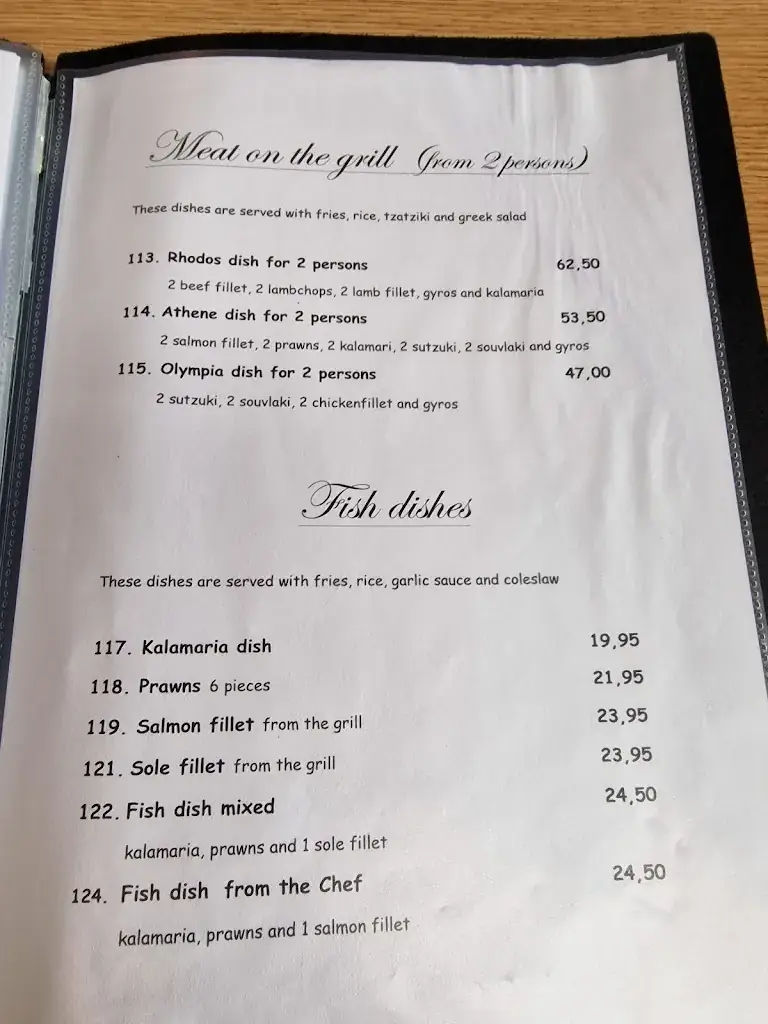 Meat on the grill (from 2 persons)
These dishes are served with fries, rice, tzatziki and greek salad
113. Rhodos dish for 2 persons 62,50
2 beef fillet, 2 lambchops, 2 lamb fillet, gyros and kalamaria
114. Athene dish for 2 persons 53,50
2 salmon fillet, 2 prawns, 2 kalamari, 2 sutzuki, 2 souvlaki and gyros
115. Olympia dish for 2 persons 47,00
2 sutzuki, 2 souvlaki, 2 chickenfillet and gyros
Fish dishes
These dishes are served with fries, rice, garlic sauce and coleslaw
117. Kalamaria dish 19,95
118. Prawns 6 pieces 21,95
119. Salmon fillet from the grill 23,95
121. Sole fillet from the grill 23,95
122. Fish dish mixed 24,50
kalamaria, prawns and 1 sole fillet
124. Fish dish from the Chef 24,50
kalamaria, prawns and 1 salmon fillet